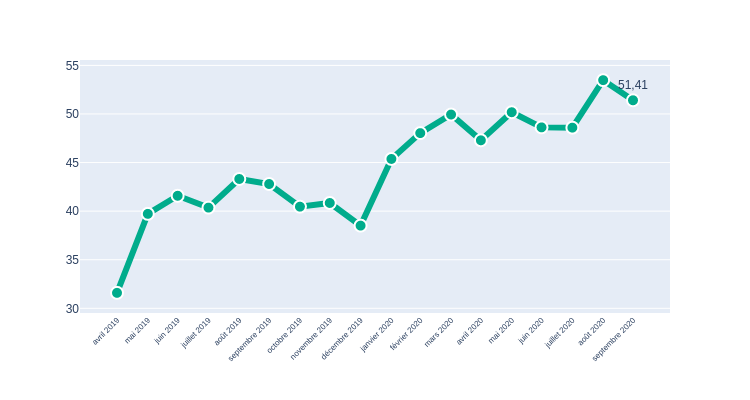 55
50
45
40
35
30
51,41
avril 2019
mai 2019
juin 2019
juillet 2019
août 2019
septembre 2019
octobre 2019
novembre 2019
décembre 2019
janvier 2020
février 2020
mars 2020
avril 2020
mai 2020
juin 2020
juillet 2020
août 2020
septembre 2020